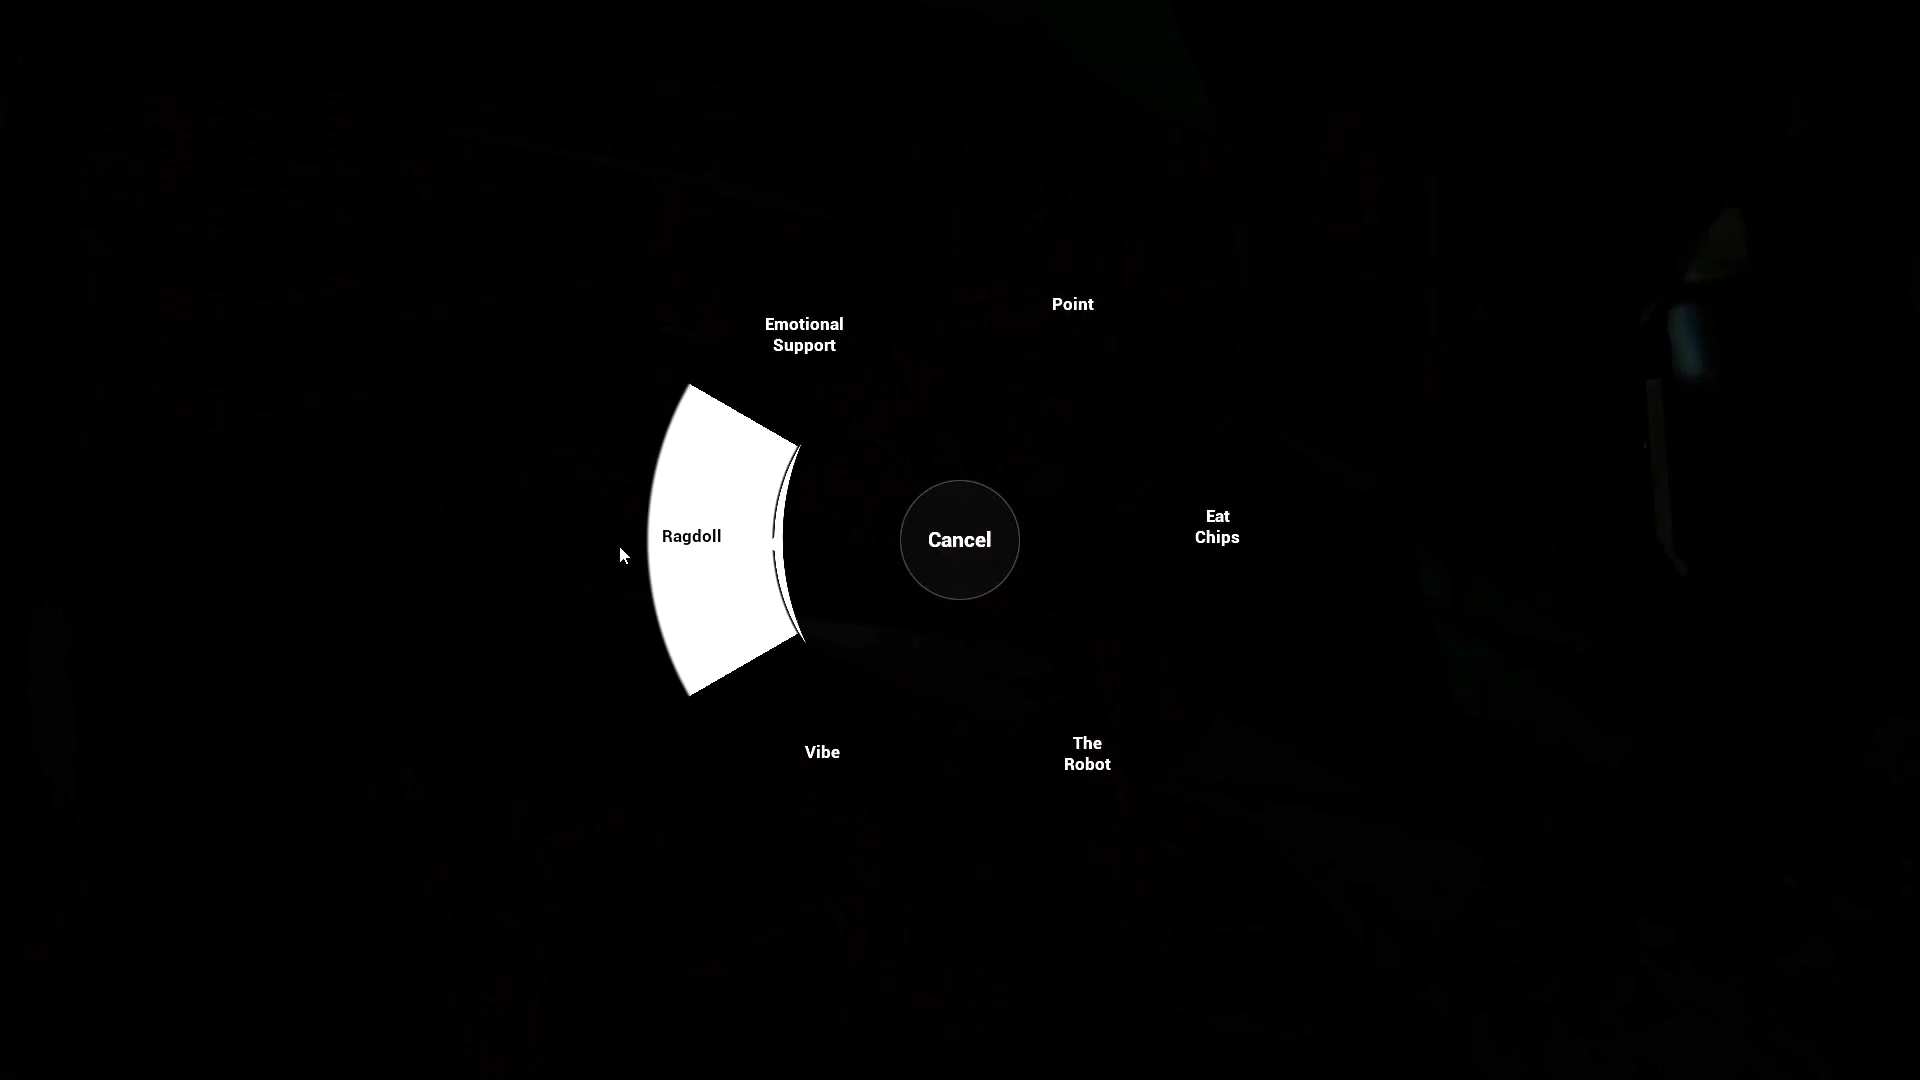 Point
Emotional
Support
Eat
Chips
Ragdoll
Cancel
The
Robot
Vibe